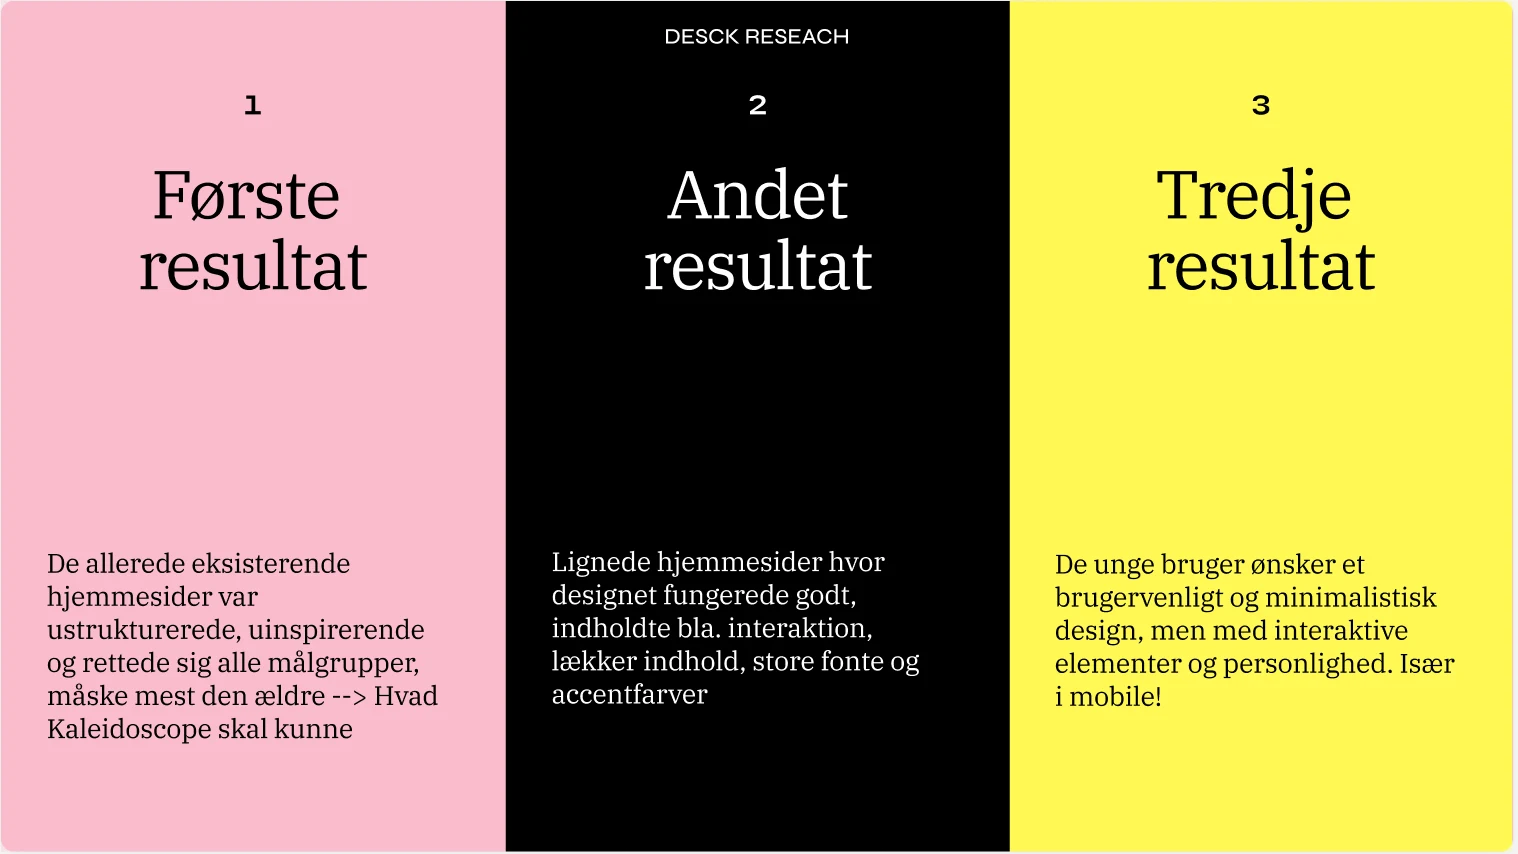 DESCK RESEACH
1
Første
resultat
De allerede eksisterende
hjemmesider var
ustrukturerede, uinspirerende
og rettede sig alle målgrupper,
måske mest den ældre --> Hvad
Kaleidoscope skal kunne
2
Andet
resultat
Lignede hjemmesider hvor
designet fungerede godt,
indholdte bla. interaktion,
lækker indhold, store fonte og
accentfarver
3
Tredje
resultat
De unge bruger ønsker et
brugervenligt og minimalistisk
design, men med interaktive
elementer og personlighed. Især
i mobile!